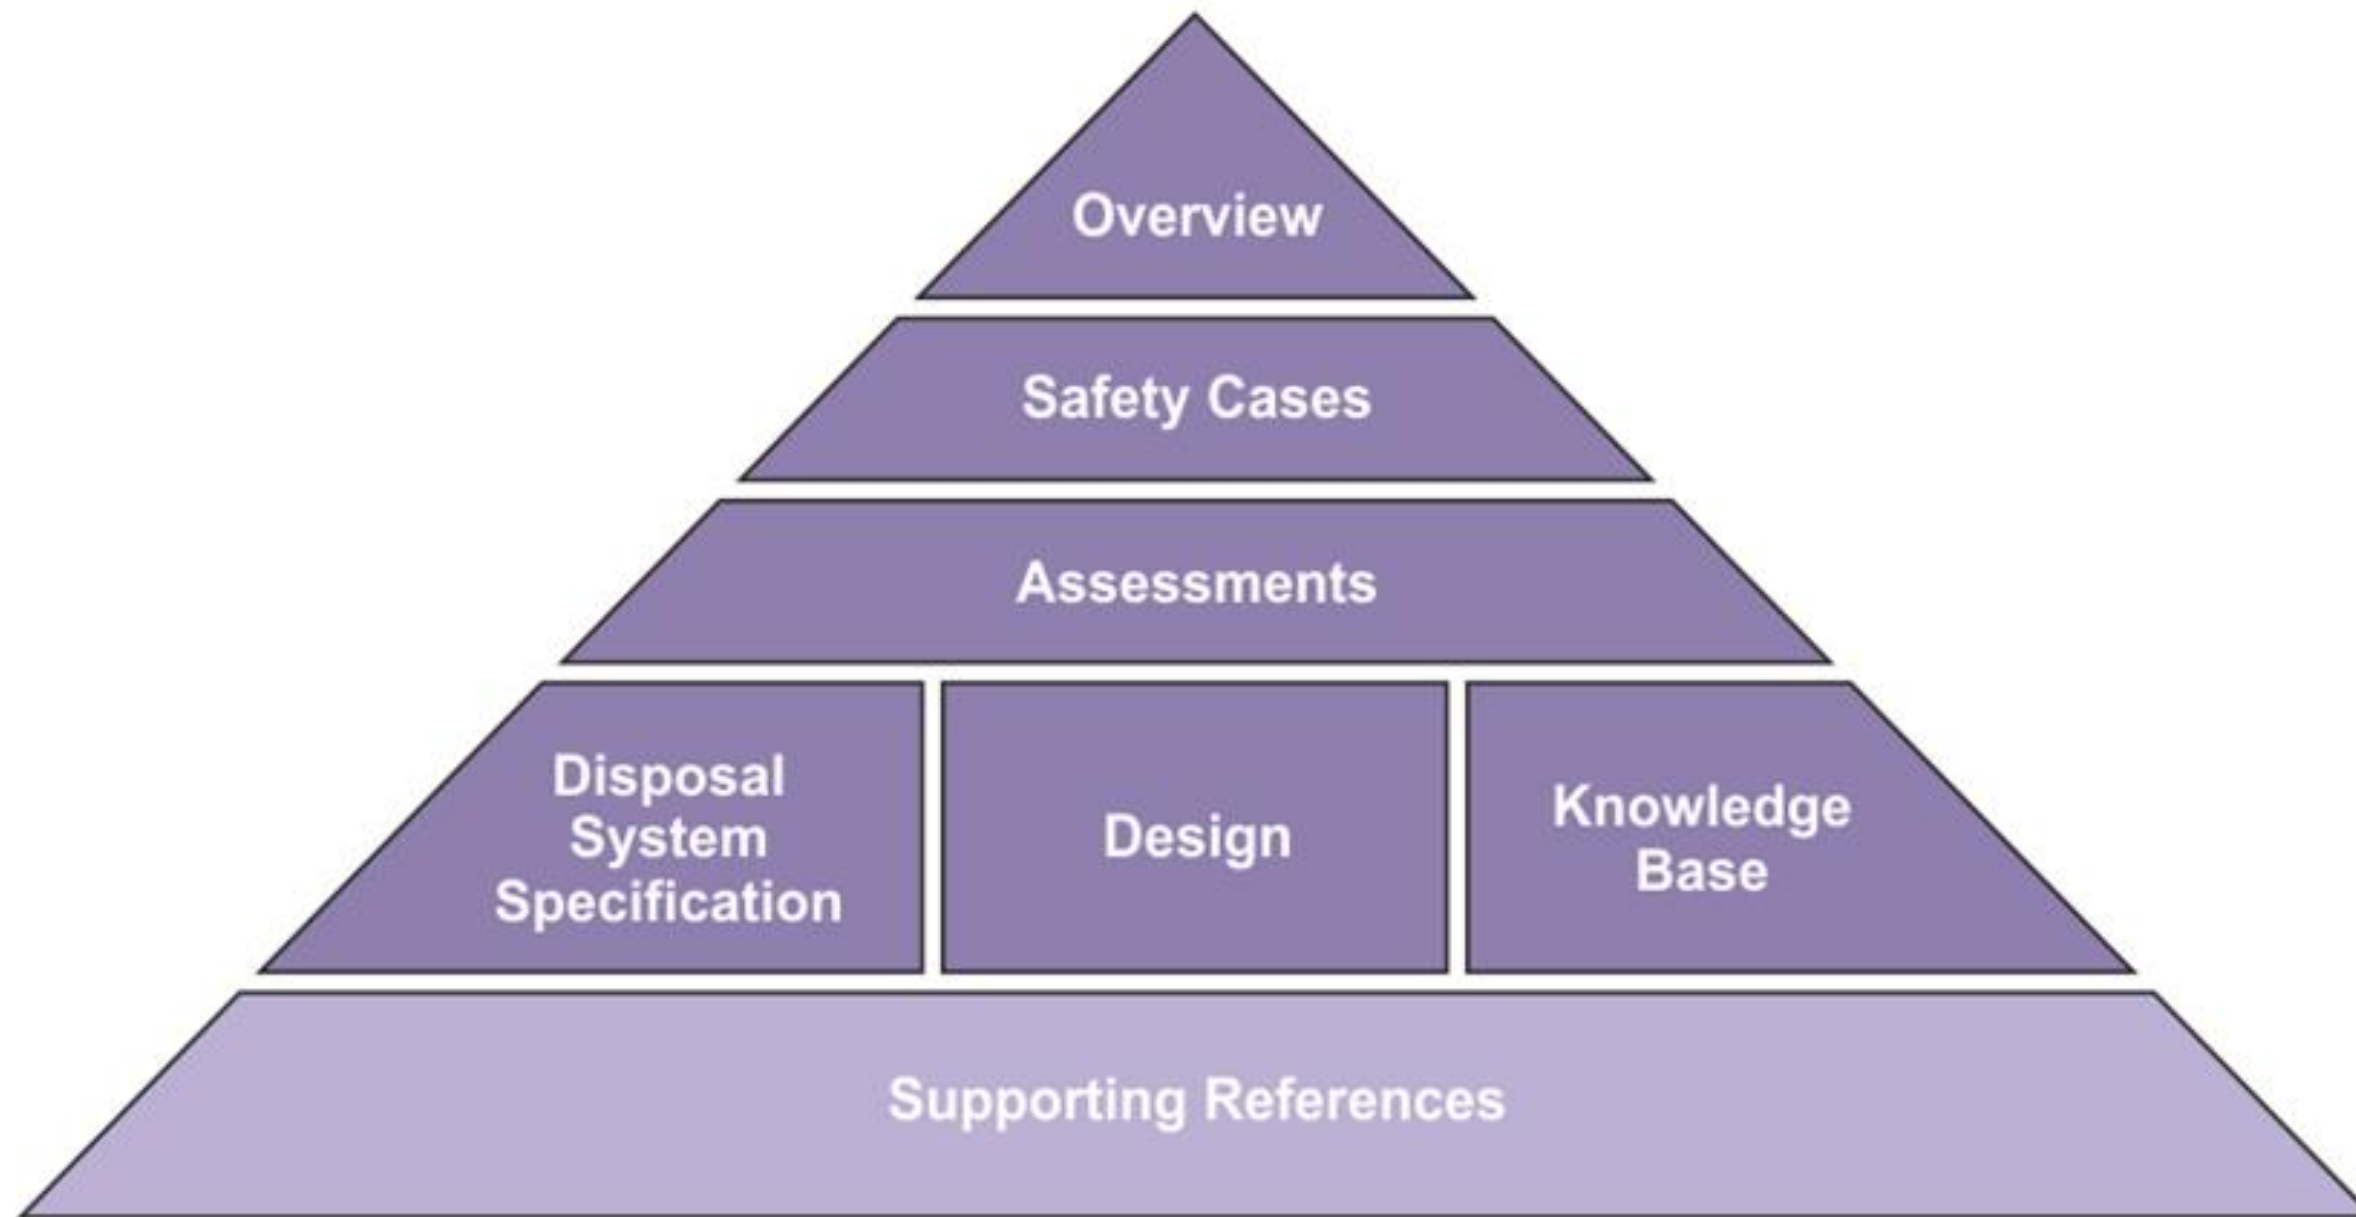 Overview
Safety Cases
Assessments
Disposal
System
Specification
Design
Knowledge
Base
Supporting References